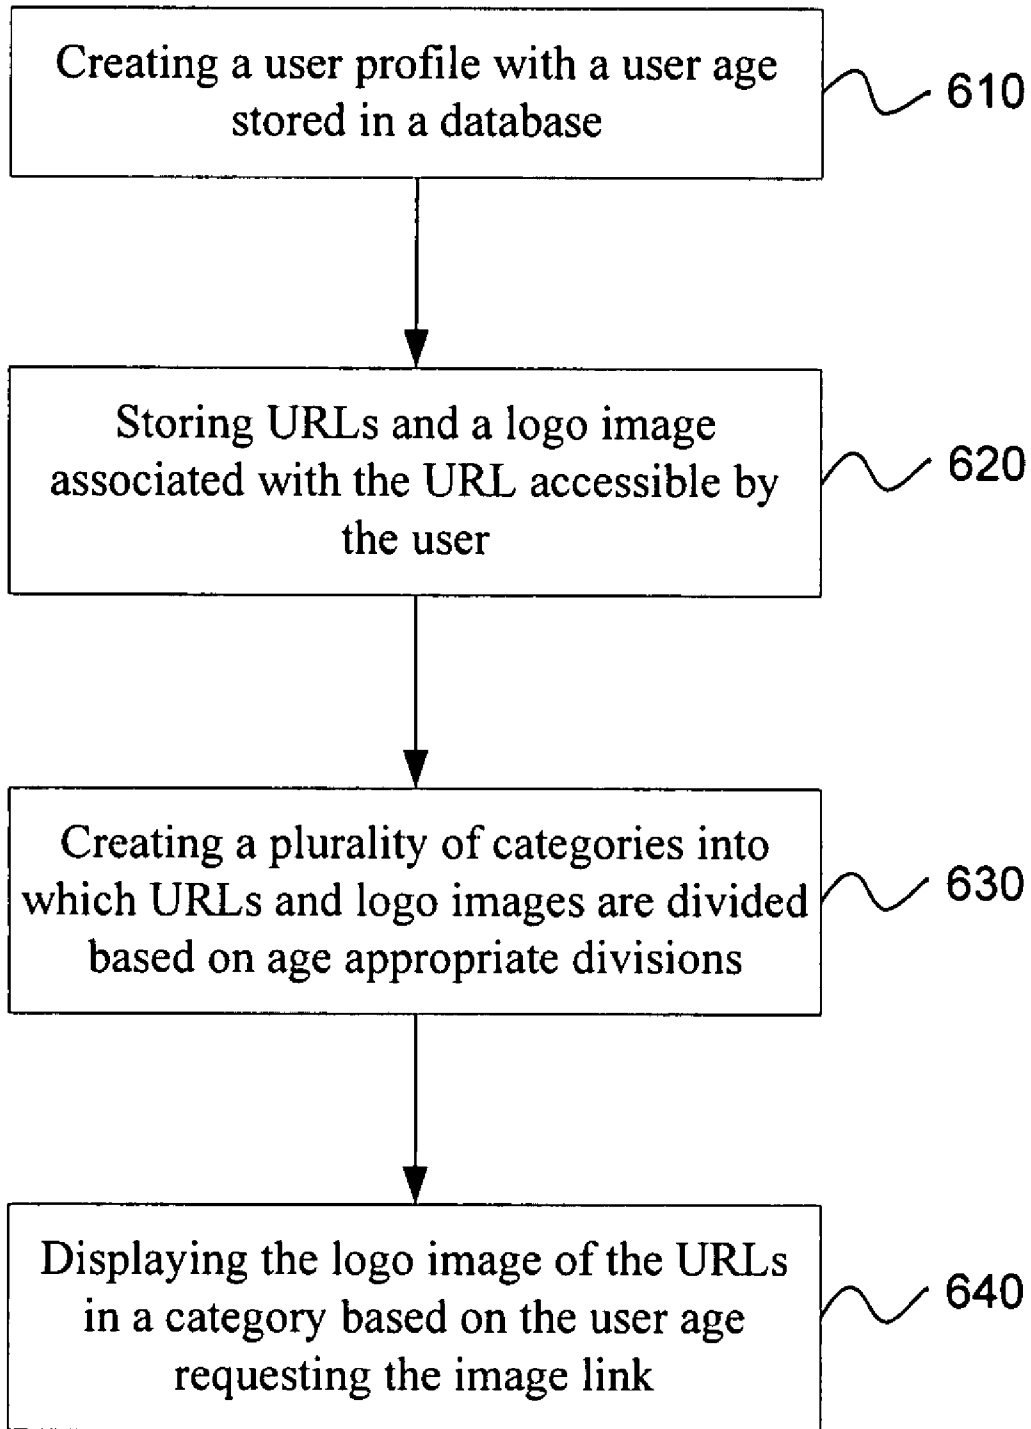 Creating a user profile with a user age
stored in a database
610
Storing URLs and a logo image
associated with the URL accessible by
the user
620
Creating a plurality of categories into
which URLs and logo images are divided
based on age appropriate divisions
630
Displaying the logo image of the URLs
in a category based on the user age
requesting the image link
640